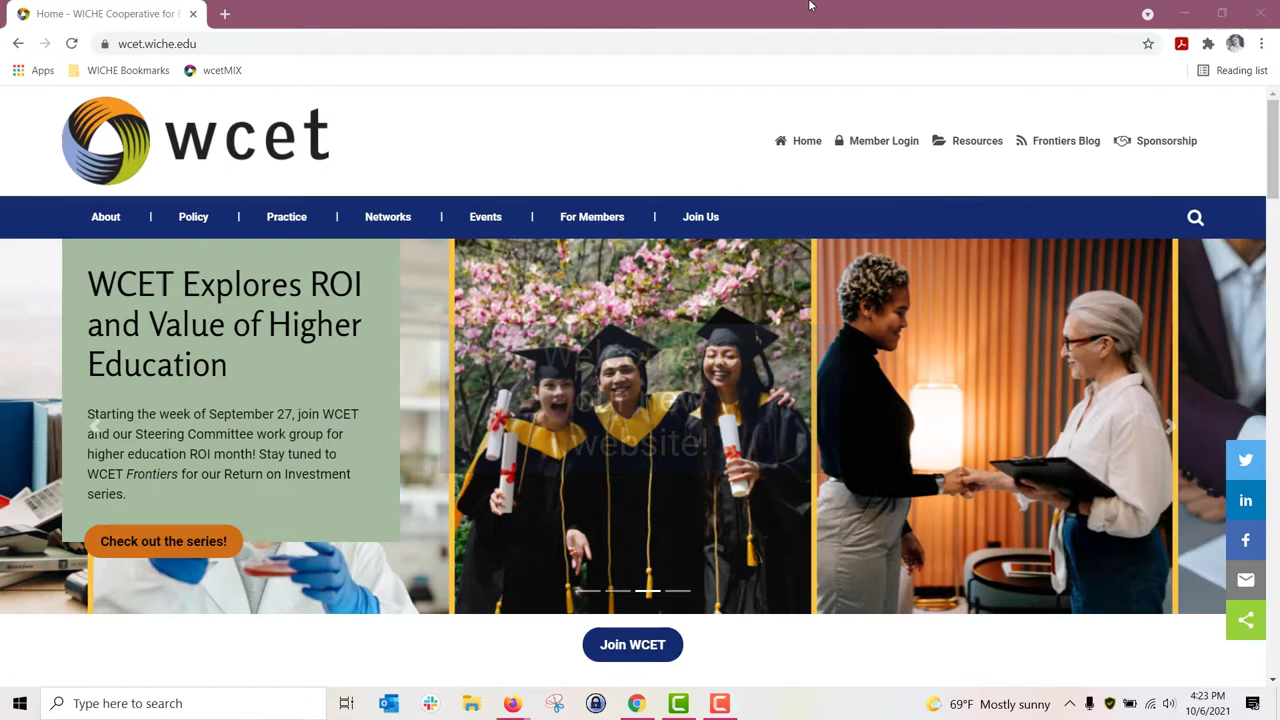 Home - WICHE Cooperative for E
wcet.wiche.edu
Apps
WICHE Bookmarks
wcetMIX
Reading list
wcet
Home
Member Login
Resources
Frontiers Blog
Sponsorship
About | Policy | Practice | Networks | Events | For Members | Join Us
WCET Explores ROI
and Value of Higher
Education
Starting the week of September 27, join WCET
and our Steering Committee work group for
higher education ROI month! Stay tuned to
WCET Frontiers for our Return on Investment
series.
Check out the series!
Welcome
our new
website!
Join WCET
Type here to search
69°F Mostly sunny
4:23 PM
10/6/2021